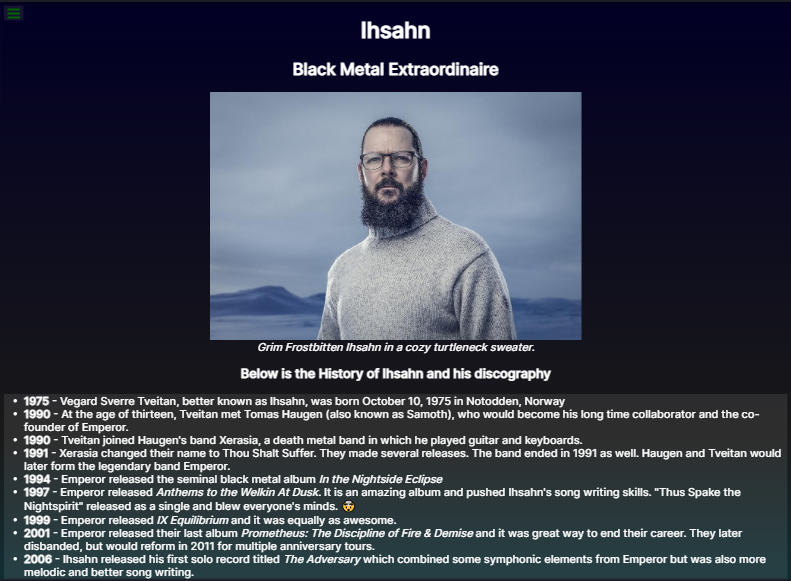 Ihsahn
Black Metal Extraordinaire
Grim Frostbitten Ihsahn in a cozy turtleneck sweater.
Below is the History of Ihsahn and his discography
• 1975 - Vegard Sverre Tveitan, better known as Ihsahn, was born October 10, 1975 in Notodden, Norway
• 1990 - At the age of thirteen, Tveitan met Tomas Haugen (also known as Samoth), who would become his long time collaborator and the co-
founder of Emperor.
• 1990 - Tveitan joined Haugen's band Xerasia, a death metal band in which he played guitar and keyboards.
• 1991 - Xerasia changed their name to Thou Shalt Suffer. They made several releases. The band ended in 1991 as well. Haugen and Tveitan would
later form the legendary band Emperor.
• 1994 - Emperor released the seminal black metal album In the Nightside Eclipse
• 1997 - Emperor released Anthems to the Welkin At Dusk. It is an amazing album and pushed Ihsahn's song writing skills. "Thus Spake the
Nightspirit" released as a single and blew everyone's minds. 🤯
• 1999 - Emperor released IX Equilibrium and it was equally as awesome.
• 2001 - Emperor released their last album Prometheus: The Discipline of Fire & Demise and it was great way to end their career. They later
disbanded, but would reform in 2011 for multiple anniversary tours.
• 2006 - Ihsahn released his first solo record titled The Adversary which combined some symphonic elements from Emperor but was also more
melodic and better song writing.